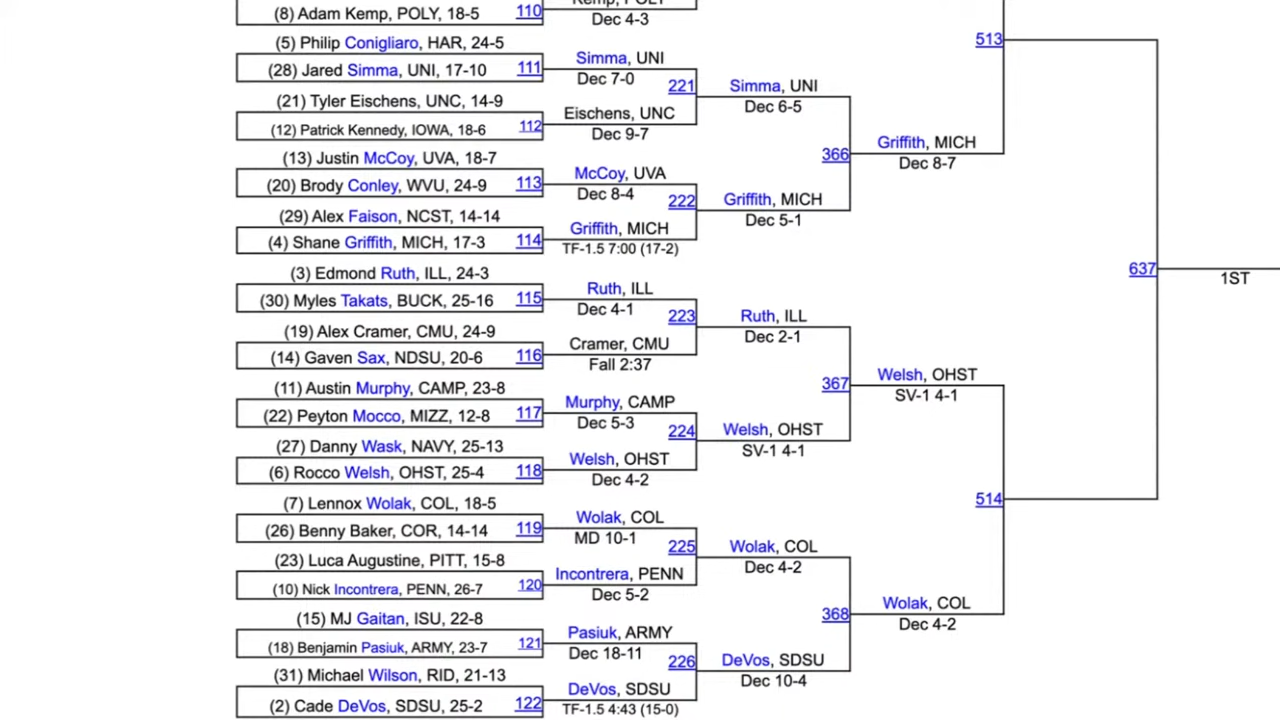 Kemp, POLY
(8) Adam Kemp, POLY, 18-5
110
Dec 4-3
(5) Philip Conigliaro, HAR, 24-5
(28) Jared Simma, UNI, 17-10
111
Simma, UNI
Dec 7-0
221
(21) Tyler Eischens, UNC, 14-9
(12) Patrick Kennedy, IOWA, 18-6
112
Eischens, UNC
Dec 9-7
Simma, UNI
Dec 6-5
366
(13) Justin McCoy, UVA, 18-7
(20) Brody Conley, WVU, 24-9
113
McCoy, UVA
Dec 8-4
222
(29) Alex Faison, NCST, 14-14
(4) Shane Griffith, MICH, 17-3
114
Griffith, MICH
TF-1.5 7:00 (17-2)
Griffith, MICH
Dec 5-1
Griffith, MICH
Dec 8-7
513
(3) Edmond Ruth, ILL, 24-3
(30) Myles Takats, BUCK, 25-16
115
Ruth, ILL
Dec 4-1
223
(19) Alex Cramer, CMU, 24-9
(14) Gaven Sax, NDSU, 20-6
116
Cramer, CMU
Fall 2:37
Ruth, ILL
Dec 2-1
367
(11) Austin Murphy, CAMP, 23-8
(22) Peyton Mocco, MIZZ, 12-8
117
Murphy, CAMP
Dec 5-3
224
(27) Danny Wask, NAVY, 25-13
(6) Rocco Welsh, OHST, 25-4
118
Welsh, OHST
Dec 4-2
Welsh, OHST
SV-1 4-1
Welsh, OHST
SV-1 4-1
514
(7) Lennox Wolak, COL, 18-5
(26) Benny Baker, COR, 14-14
119
Wolak, COL
MD 10-1
225
(23) Luca Augustine, PITT, 15-8
(10) Nick Incontrera, PENN, 26-7
120
Incontrera, PENN
Dec 5-2
Wolak, COL
Dec 4-2
368
(15) MJ Gaitan, ISU, 22-8
(18) Benjamin Pasiuk, ARMY, 23-7
121
Pasiuk, ARMY
Dec 18-11
226
(31) Michael Wilson, RID, 21-13
(2) Cade DeVos, SDSU, 25-2
122
DeVos, SDSU
TF-1.5 4:43 (15-0)
DeVos, SDSU
Dec 10-4
Wolak, COL
Dec 4-2
637
1ST